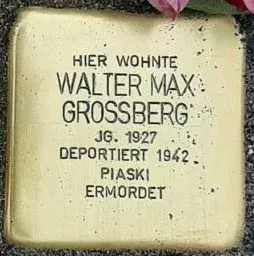 HIER WOHNTE
WALTER MAX
GROSSBERG
JG. 1927
DEPORTIERT 1942
PIASKI
ERMORDET